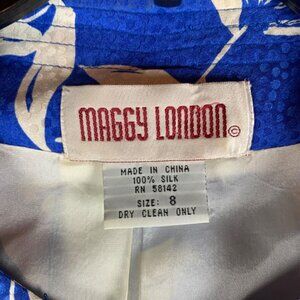 MAGGY LONDON ©
MADE IN CHINA
100% SILK
RN 58142
SIZE: 8
DRY CLEAN ONLY